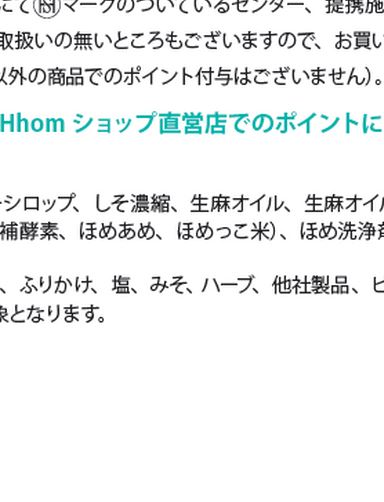 にて マークのついているセンター、提携施
取扱いの無いところもございますので、お買い
以外の商品でのポイント付与はございません）。
Hhom ショップ直営店でのポイントに
ーシロップ、しそ濃縮、生麻オイル、生麻オイル
補酵素、ほめあめ、ほめっこ米）、ほめ洗浄剤
、ふりかけ、塩、みそ、ハーブ、他社製品、ヒ
象となります。